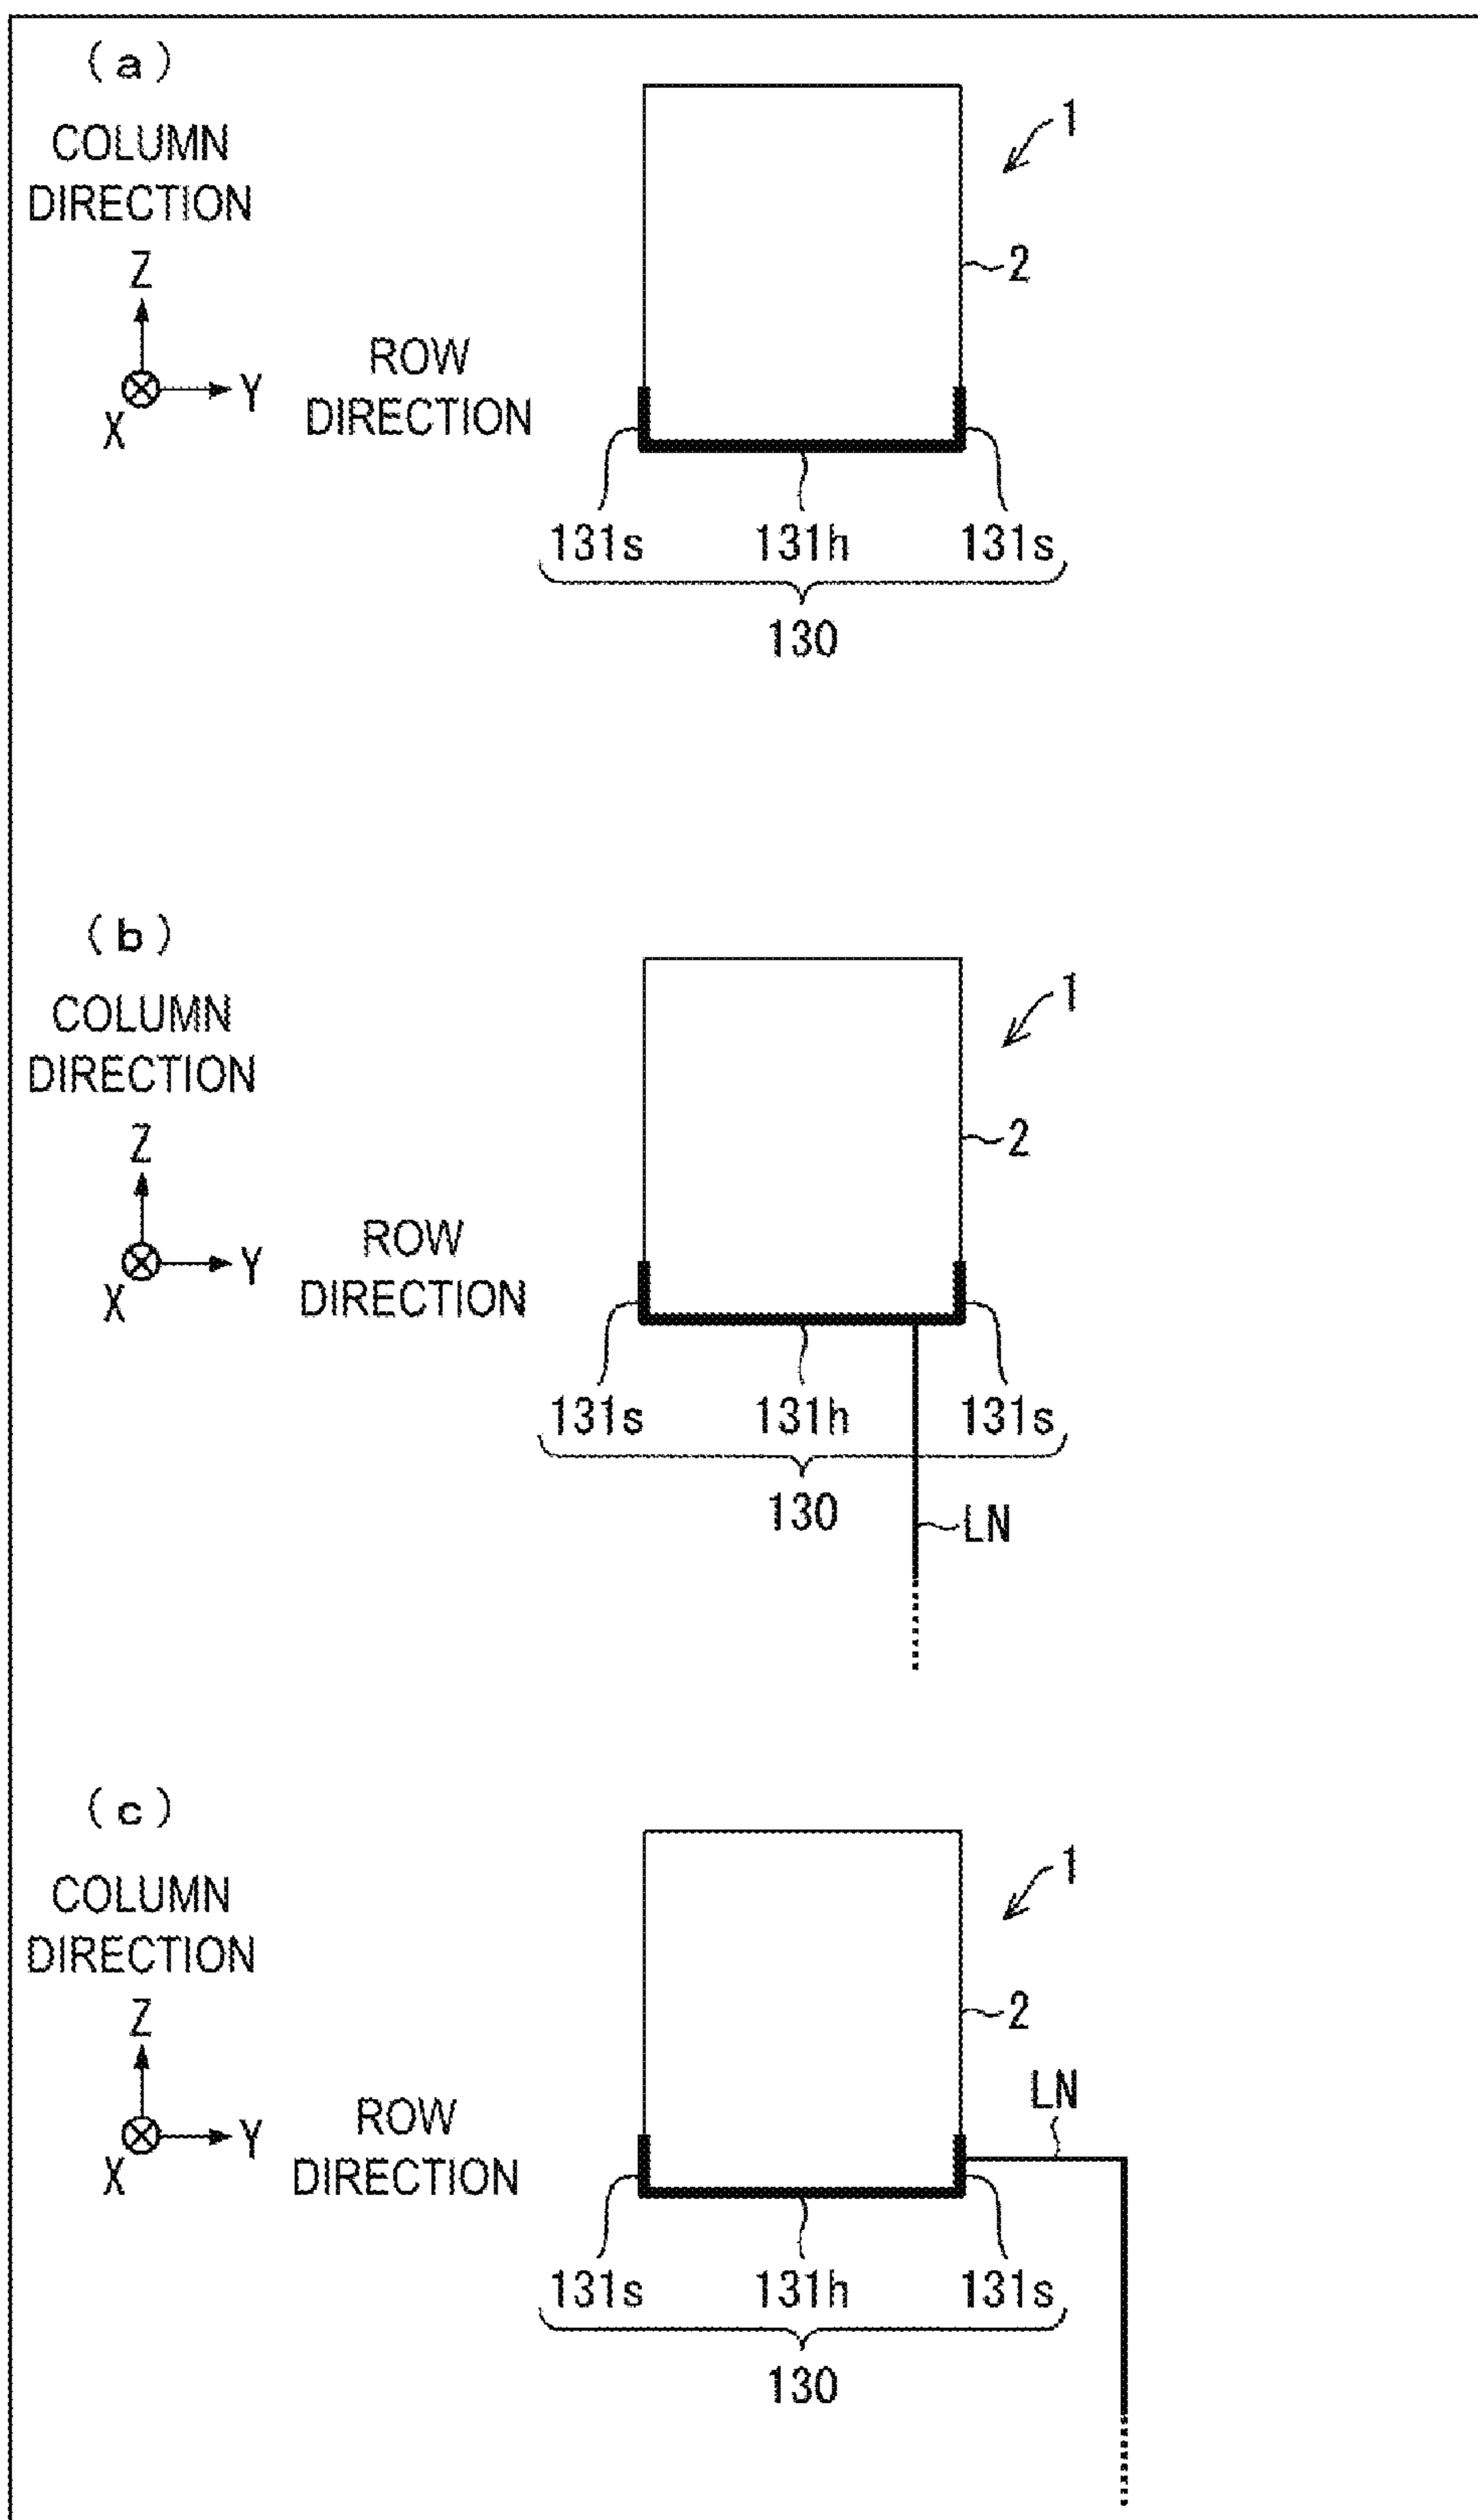 (a)
COLUMN
DIRECTION
1
2
Z
ROW
DIRECTION
Y
X
131s 131h 131s
130
(b)
COLUMN
DIRECTION
1
2
Z
ROW
DIRECTION
Y
X
131s 131h 131s
130
LN
(c)
COLUMN
DIRECTION
1
2
Z
LN
ROW
DIRECTION
Y
X
131s 131h 131s
130